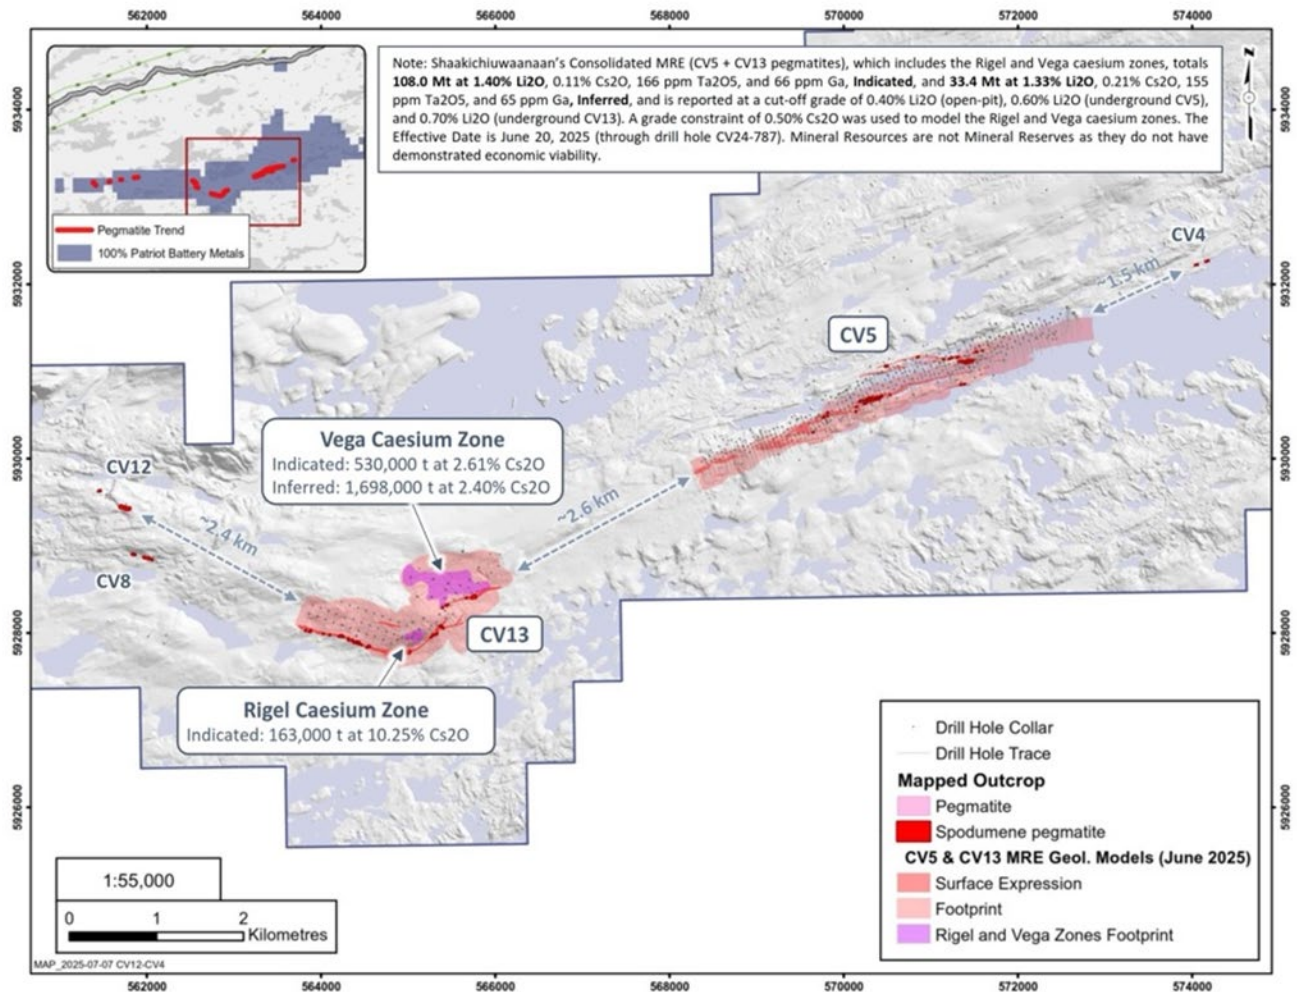 562000 564000 566000 568000 570000 572000 574000
Note: Shaakichiuwaanaan's Consolidated MRE (CV5 + CV13 pegmatites), which includes the Rigel and Vega caesium zones, totals
108.0 Mt at 1.40% Li2O, 0.11% Cs2O, 166 ppm Ta2O5, and 66 ppm Ga, Indicated, and 33.4 Mt at 1.33% Li2O, 0.21% Cs2O, 155
ppm Ta2O5, and 65 ppm Ga, Inferred, and is reported at a cut-off grade of 0.40% Li2O (open-pit), 0.60% Li2O (underground CV5),
and 0.70% Li2O (underground CV13). A grade constraint of 0.50% Cs2O was used to model the Rigel and Vega caesium zones. The
Effective Date is June 20, 2025 (through drill hole CV24-787). Mineral Resources are not Mineral Reserves as they do not have
demonstrated economic viability.
N
5934000
5934000
Pegmatite Trend
100% Patriot Battery Metals
CV4
5932000
~1.5 km
5932000
CV5
Vega Caesium Zone
Indicated: 530,000 t at 2.61% Cs2O
Inferred: 1,698,000 t at 2.40% Cs2O
5930000
5930000
CV12
~2.4 km
~2.6 km
CV8
5928000
CV13
5928000
Rigel Caesium Zone
Indicated: 163,000 t at 10.25% Cs2O
5926000
5926000
Drill Hole Collar
Drill Hole Trace
Mapped Outcrop
Pegmatite
Spodumene pegmatite
CV5 & CV13 MRE Geol. Models (June 2025)
Surface Expression
Footprint
Rigel and Vega Zones Footprint
1:55,000
0 1 2
Kilometres
MAP_2025-07-07 CV12-CV4
562000 564000 566000 568000 570000 572000 574000